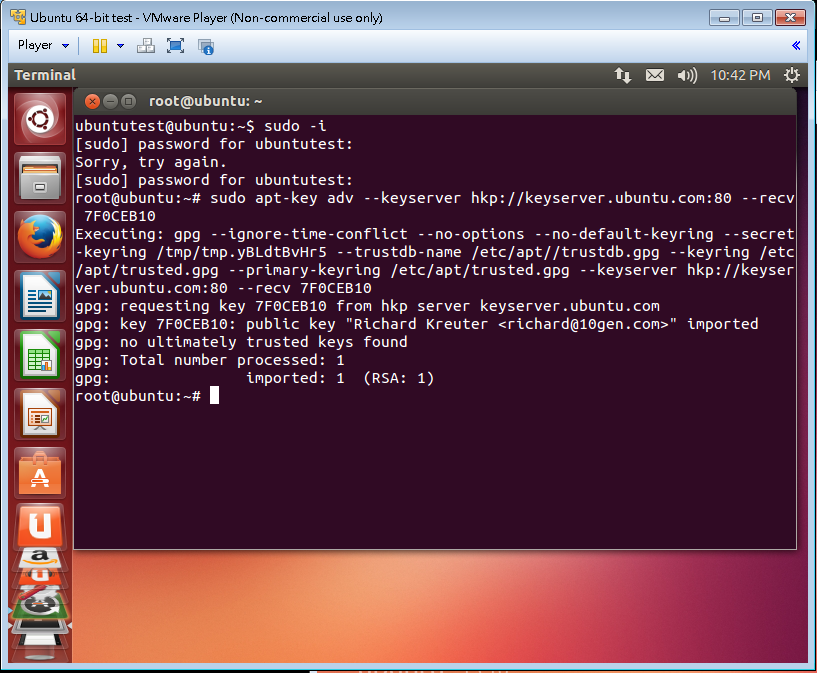 Ubuntu 64-bit test - VMware Player (Non-commercial use only)
Player
Terminal
10:42 PM
root@ubuntu: ~
ubuntutest@ubuntu:~$ sudo -i
[sudo] password for ubuntutest:
Sorry, try again.
[sudo] password for ubuntutest:
root@ubuntu:~# sudo apt-key adv --keyserver hkp://keyserver.ubuntu.com:80 --recv
 7F0CEB10
Executing: gpg --ignore-time-conflict --no-options --no-default-keyring --secret
-keyring /tmp/tmp.yBLdtBvHr5 --trustdb-name /etc/apt//trustdb.gpg --keyring /etc
/apt/trusted.gpg --primary-keyring /etc/apt/trusted.gpg --keyserver hkp://keyser
ver.ubuntu.com:80 --recv 7F0CEB10
gpg: requesting key 7F0CEB10 from hkp server keyserver.ubuntu.com
gpg: key 7F0CEB10: public key "Richard Kreuter <richard@10gen.com>" imported
gpg: no ultimately trusted keys found
gpg: Total number processed: 1
gpg:               imported: 1  (RSA: 1)
root@ubuntu:~#